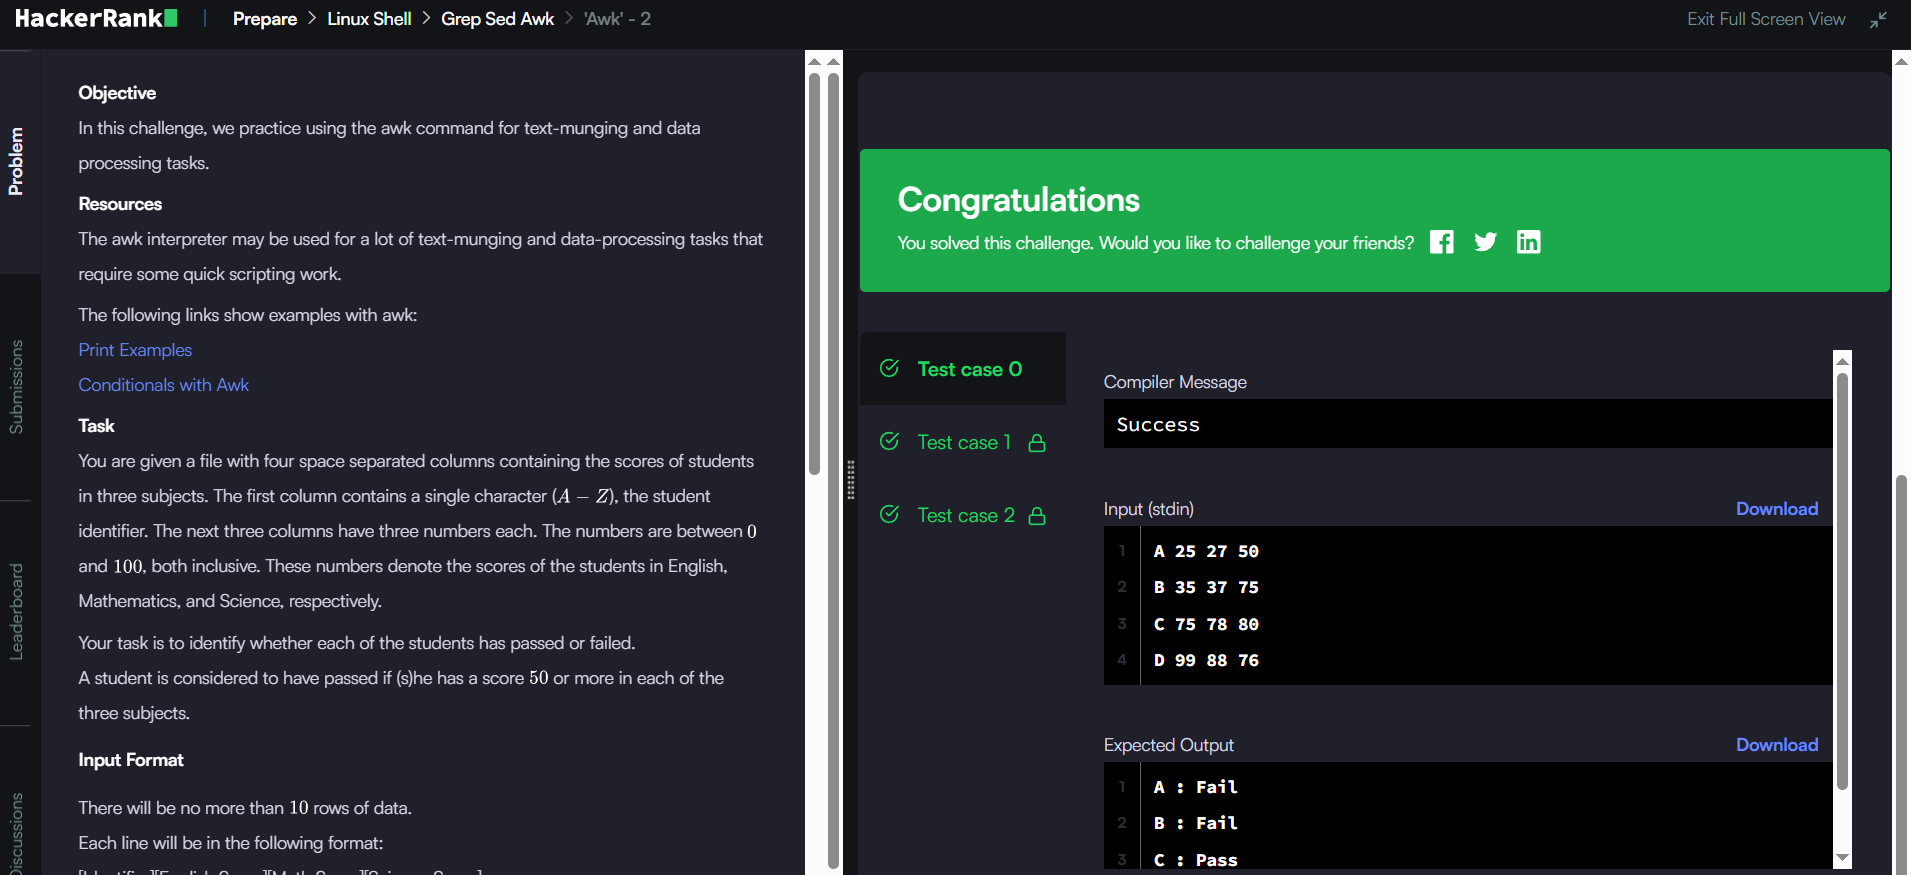 HackerRank
Prepare > Linux Shell > Grep Sed Awk > 'Awk' - 2
Exit Full Screen View
Problem
Submissions
Leaderboard
Discussions
Objective
In this challenge, we practice using the awk command for text-munging and data
processing tasks.
Resources
The awk interpreter may be used for a lot of text-munging and data-processing tasks that
require some quick scripting work.
The following links show examples with awk:
Print Examples
Conditionals with Awk
Task
You are given a file with four space separated columns containing the scores of students
in three subjects. The first column contains a single character (A − Z), the student
identifier. The next three columns have three numbers each. The numbers are between 0
and 100, both inclusive. These numbers denote the scores of the students in English,
Mathematics, and Science, respectively.
Your task is to identify whether each of the students has passed or failed.
A student is considered to have passed if (s)he has a score 50 or more in each of the
three subjects.
Input Format
There will be no more than 10 rows of data.
Each line will be in the following format:
Congratulations
You solved this challenge. Would you like to challenge your friends?
Test case 0
Test case 1
Test case 2
Compiler Message
Success
Input (stdin)
Download
1 A 25 27 50
2 B 35 37 75
3 C 75 78 80
4 D 99 88 76
Expected Output
Download
1 A : Fail
2 B : Fail
3 C : Pass